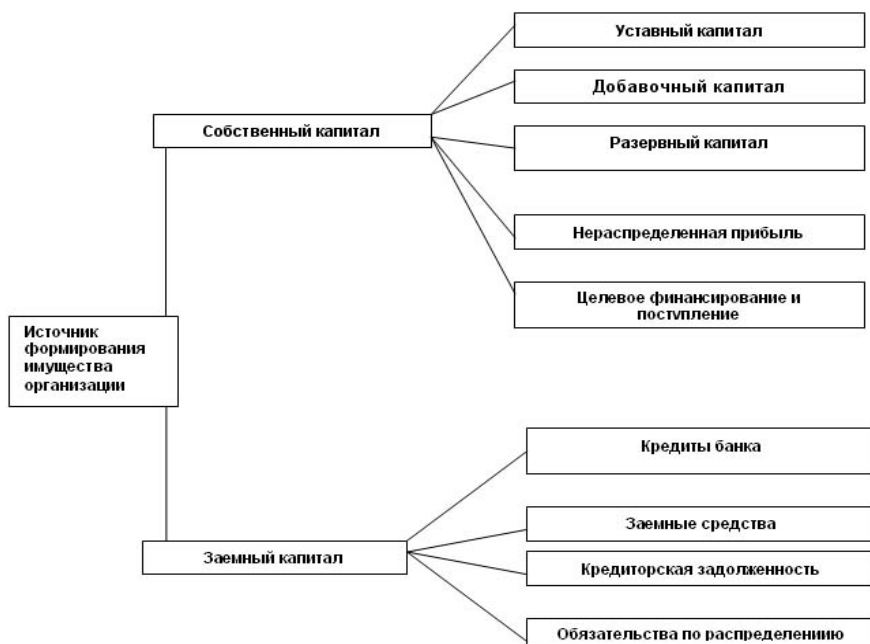 Уставный капитал
Добавочный капитал
Собственный капитал
Разервный капитал
Нераспределенная прибыль
Целевое финансирование и
поступление
Источник
формирования
имущества
организации
Кредиты банка
Заемные средства
Заемный капитал
Кредиторская задолженность
Обязательства по распределениию